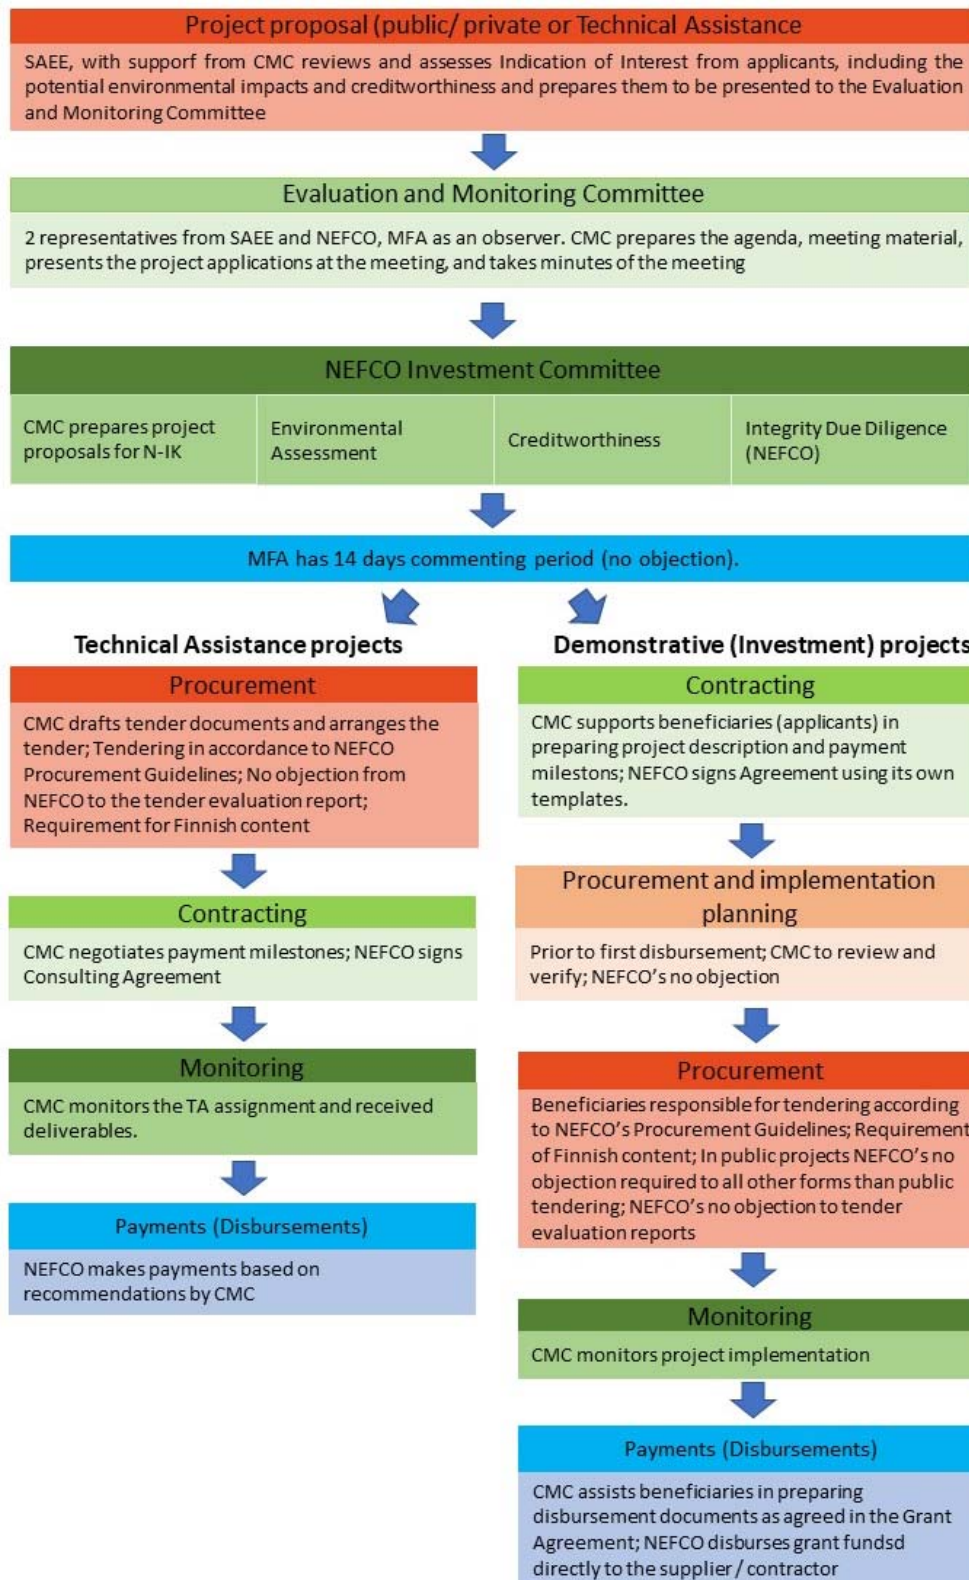 Project proposal (public/ private or Technical Assistance
SAEE, with supporf from CMC reviews and assesses Indication of Interest from applicants, including the
potential environmental impacts and creditworthiness and prepares them to be presented to the Evaluation
and Monitoring Committee
Evaluation and Monitoring Committee
2 representatives from SAEE and NEFCO, MFA as an observer. CMC prepares the agenda, meeting material,
presents the project applications at the meeting, and takes minutes of the meeting
NEFCO Investment Committee
CMC prepares project
proposals for N-IK
Environmental
Assessment
Creditworthiness
Integrity Due Diligence
(NEFCO)
MFA has 14 days commenting period (no objection).
Technical Assistance projects
Procurement
CMC drafts tender documents and arranges the
tender; Tendering in accordance to NEFCO
Procurement Guidelines; No objection from
NEFCO to the tender evaluation report;
Requirement for Finnish content
Contracting
CMC negotiates payment milestones; NEFCO signs
Consulting Agreement
Monitoring
CMC monitors the TA assignment and received
deliverables.
Payments (Disbursements)
NEFCO makes payments based on
recommendations by CMC
Demonstrative (Investment) projects
Contracting
CMC supports beneficiaries (applicants) in
preparing project description and payment
milestons; NEFCO signs Agreement using its own
templates.
Procurement and implementation
planning
Prior to first disbursement; CMC to review and
verify; NEFCO's no objection
Procurement
Beneficiaries responsible for tendering according
to NEFCO's Procurement Guidelines; Requirement
of Finnish content; In public projects NEFCO's no
objection required to all other forms than public
tendering; NEFCO's no objection to tender
evaluation reports
Monitoring
CMC monitors project implementation
Payments (Disbursements)
CMC assists beneficiaries in preparing
disbursement documents as agreed in the Grant
Agreement; NEFCO disburses grant fundsd
directly to the supplier / contractor